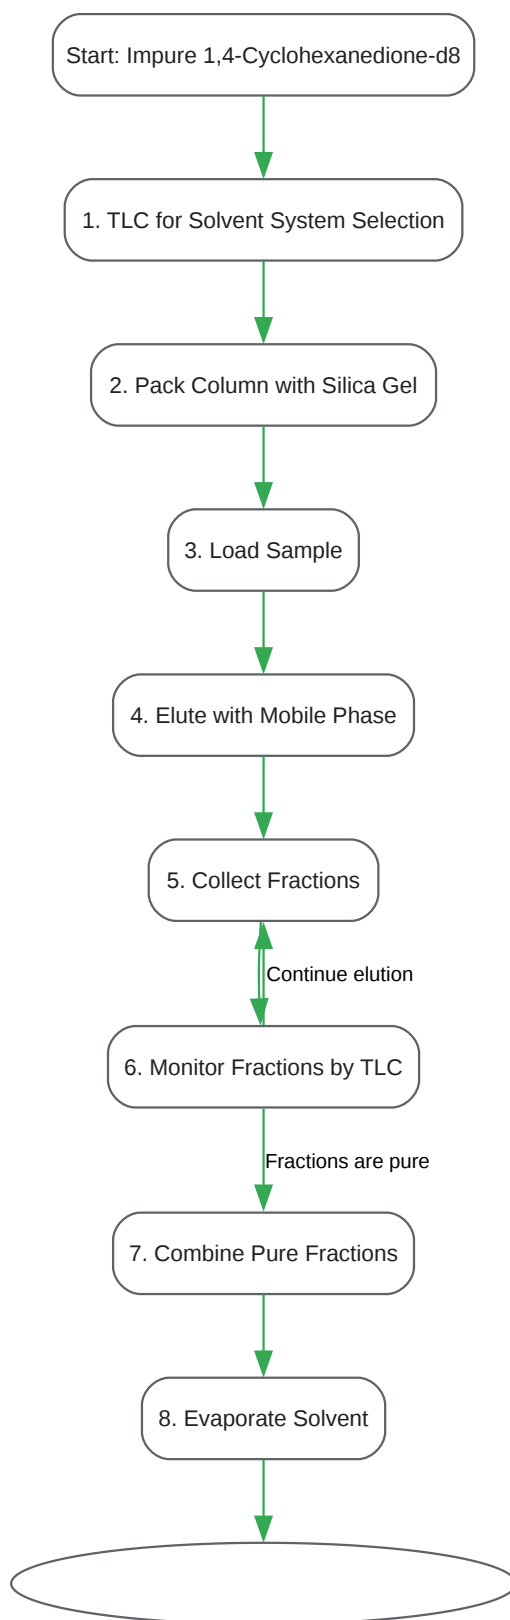 Start: Impure 1,4-Cyclohexanedione-d8
1. TLC for Solvent System Selection
2. Pack Column with Silica Gel
3. Load Sample
4. Elute with Mobile Phase
5. Collect Fractions
Continue elution
6. Monitor Fractions by TLC
Fractions are pure
7. Combine Pure Fractions
8. Evaporate Solvent